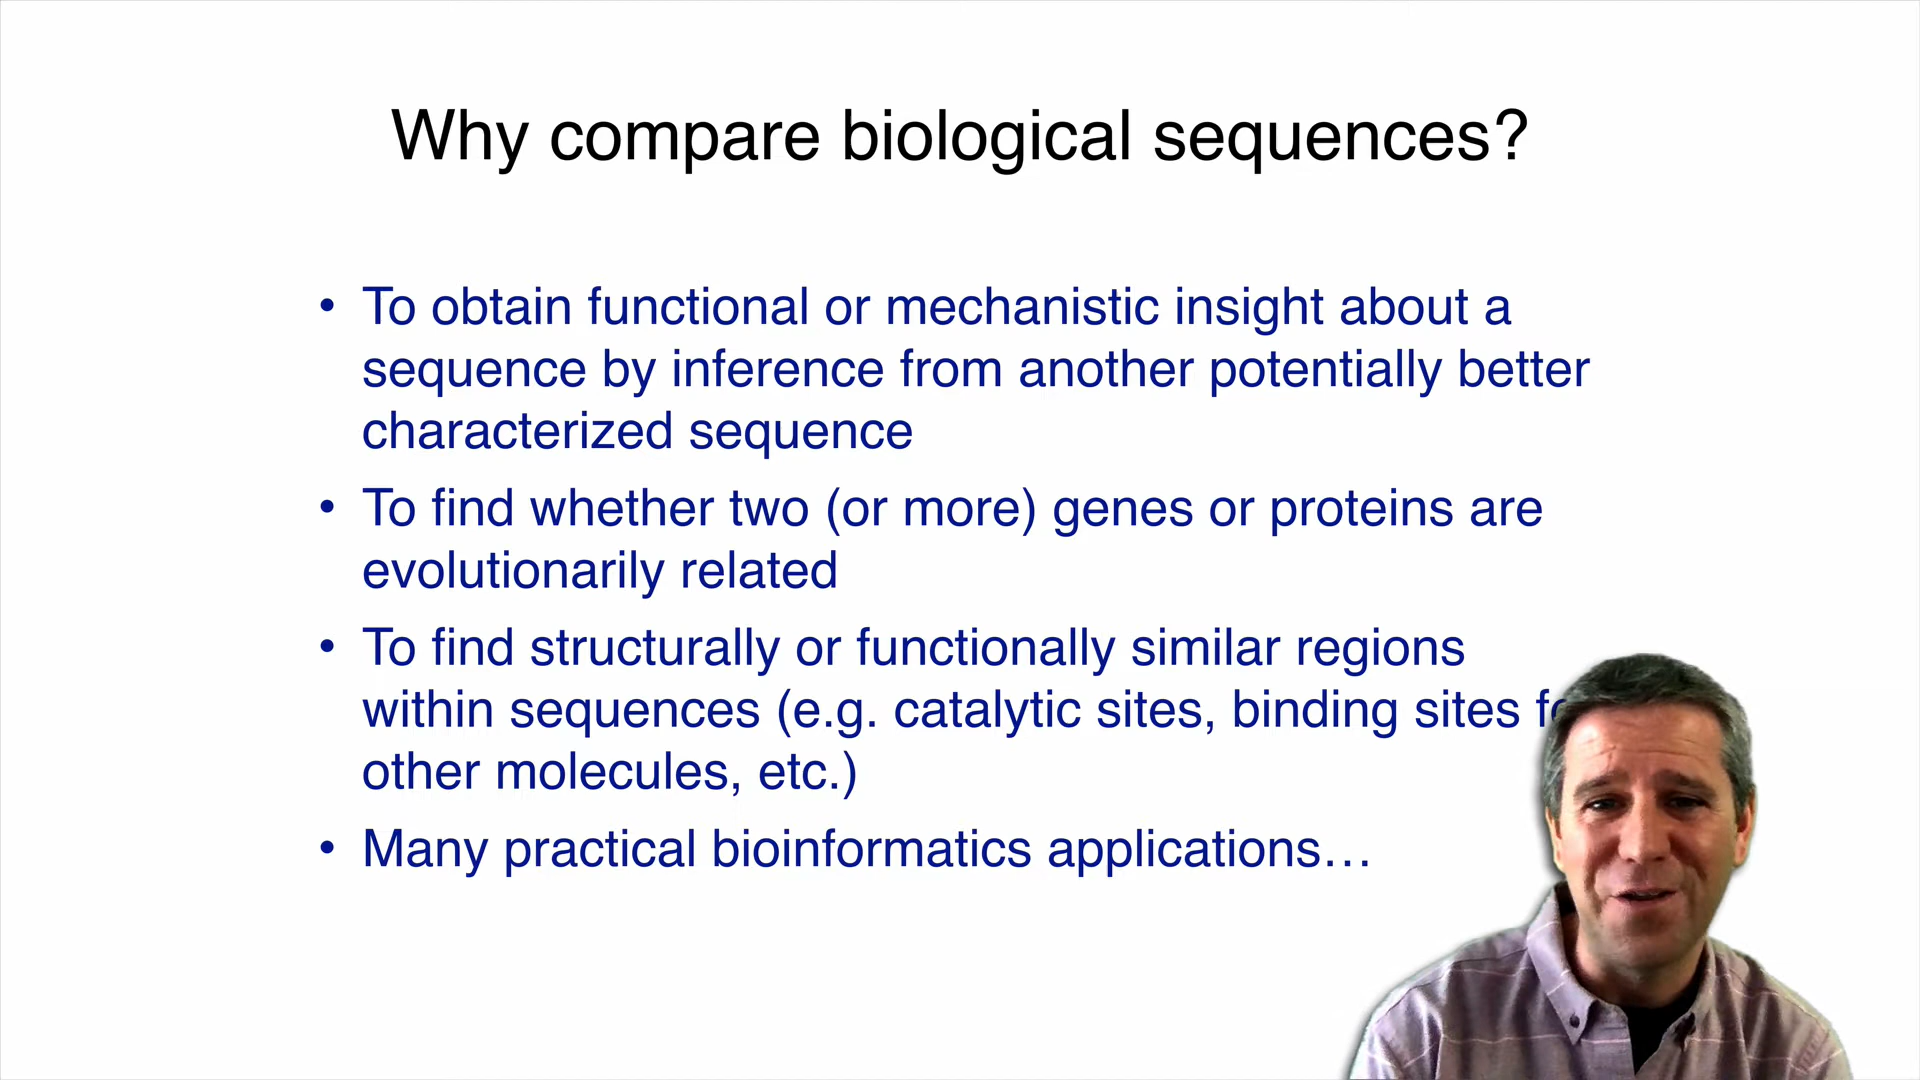 Why compare biological sequences?
• To obtain functional or mechanistic insight about a
sequence by inference from another potentially better
characterized sequence
• To find whether two (or more) genes or proteins are
evolutionarily related
• To find structurally or functionally similar regions
within sequences (e.g. catalytic sites, binding sites
other molecules, etc.)
• Many practical bioinformatics applications…